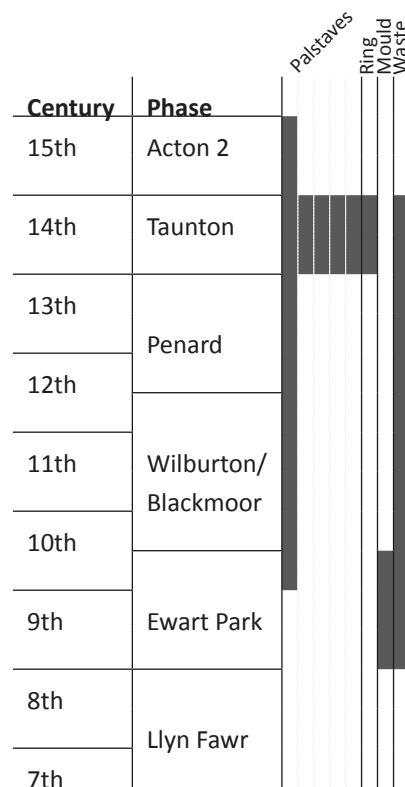 Palstaves
Ring
Mould
Waste
Century Phase
15th Acton 2
14th Taunton
13th
Penard
12th
11th Wilburton/
Blackmoor
10th
9th Ewart Park
8th
Llyn Fawr
7th